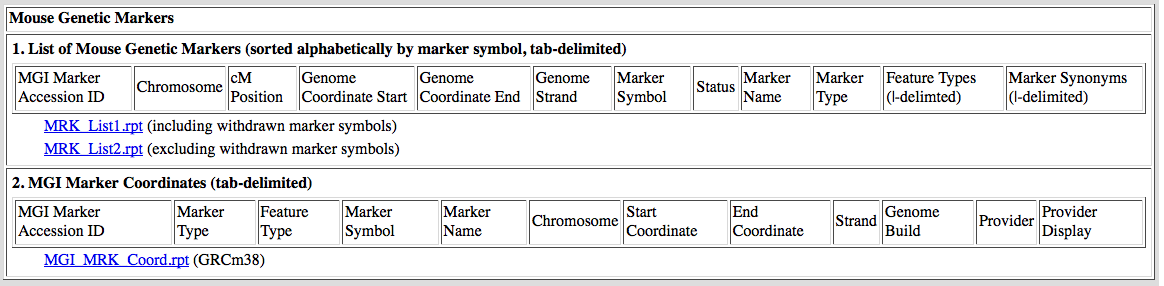 Mouse Genetic Markers
1. List of Mouse Genetic Markers (sorted alphabetically by marker symbol, tab-delimited)
MGI Marker Accession ID Chromosome cM Position Genome Coordinate Start Genome Coordinate End Genome Strand Marker Symbol Status Marker Name Marker Type Feature Types (|-delimted) Marker Synonyms (|-delimited)
MRK_List1.rpt (including withdrawn marker symbols)
MRK_List2.rpt (excluding withdrawn marker symbols)
2. MGI Marker Coordinates (tab-delimited)
MGI Marker Accession ID Marker Type Feature Type Marker Symbol Marker Name Chromosome Start Coordinate End Coordinate Strand Genome Build Provider Provider Display
MGI_MRK_Coord.rpt (GRCm38)